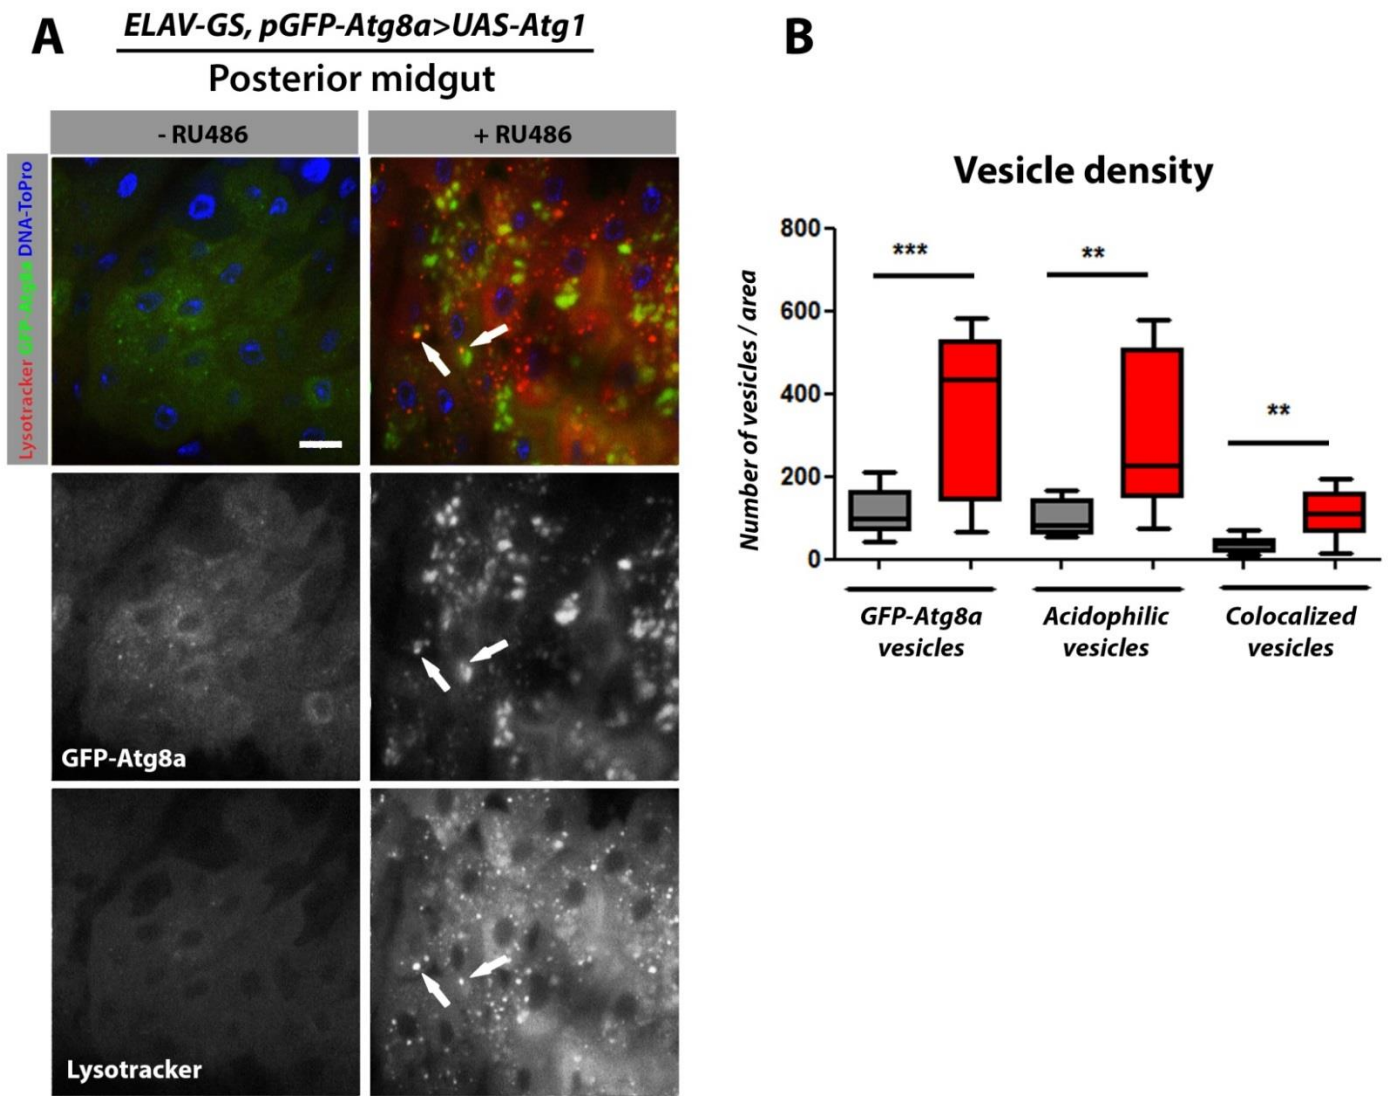 A
ELAV-GS, pGFP-Atg8a>UAS-Atg1
Posterior midgut
- RU486
+ RU486
Lysotracker GFP-Atg8a DNA-ToPro
GFP-Atg8a
Lysotracker
B
Vesicle density
Number of vesicles / area
800
600
400
200
0
***
**
**
GFP-Atg8a
vesicles
Acidophilic
vesicles
Colocalized
vesicles